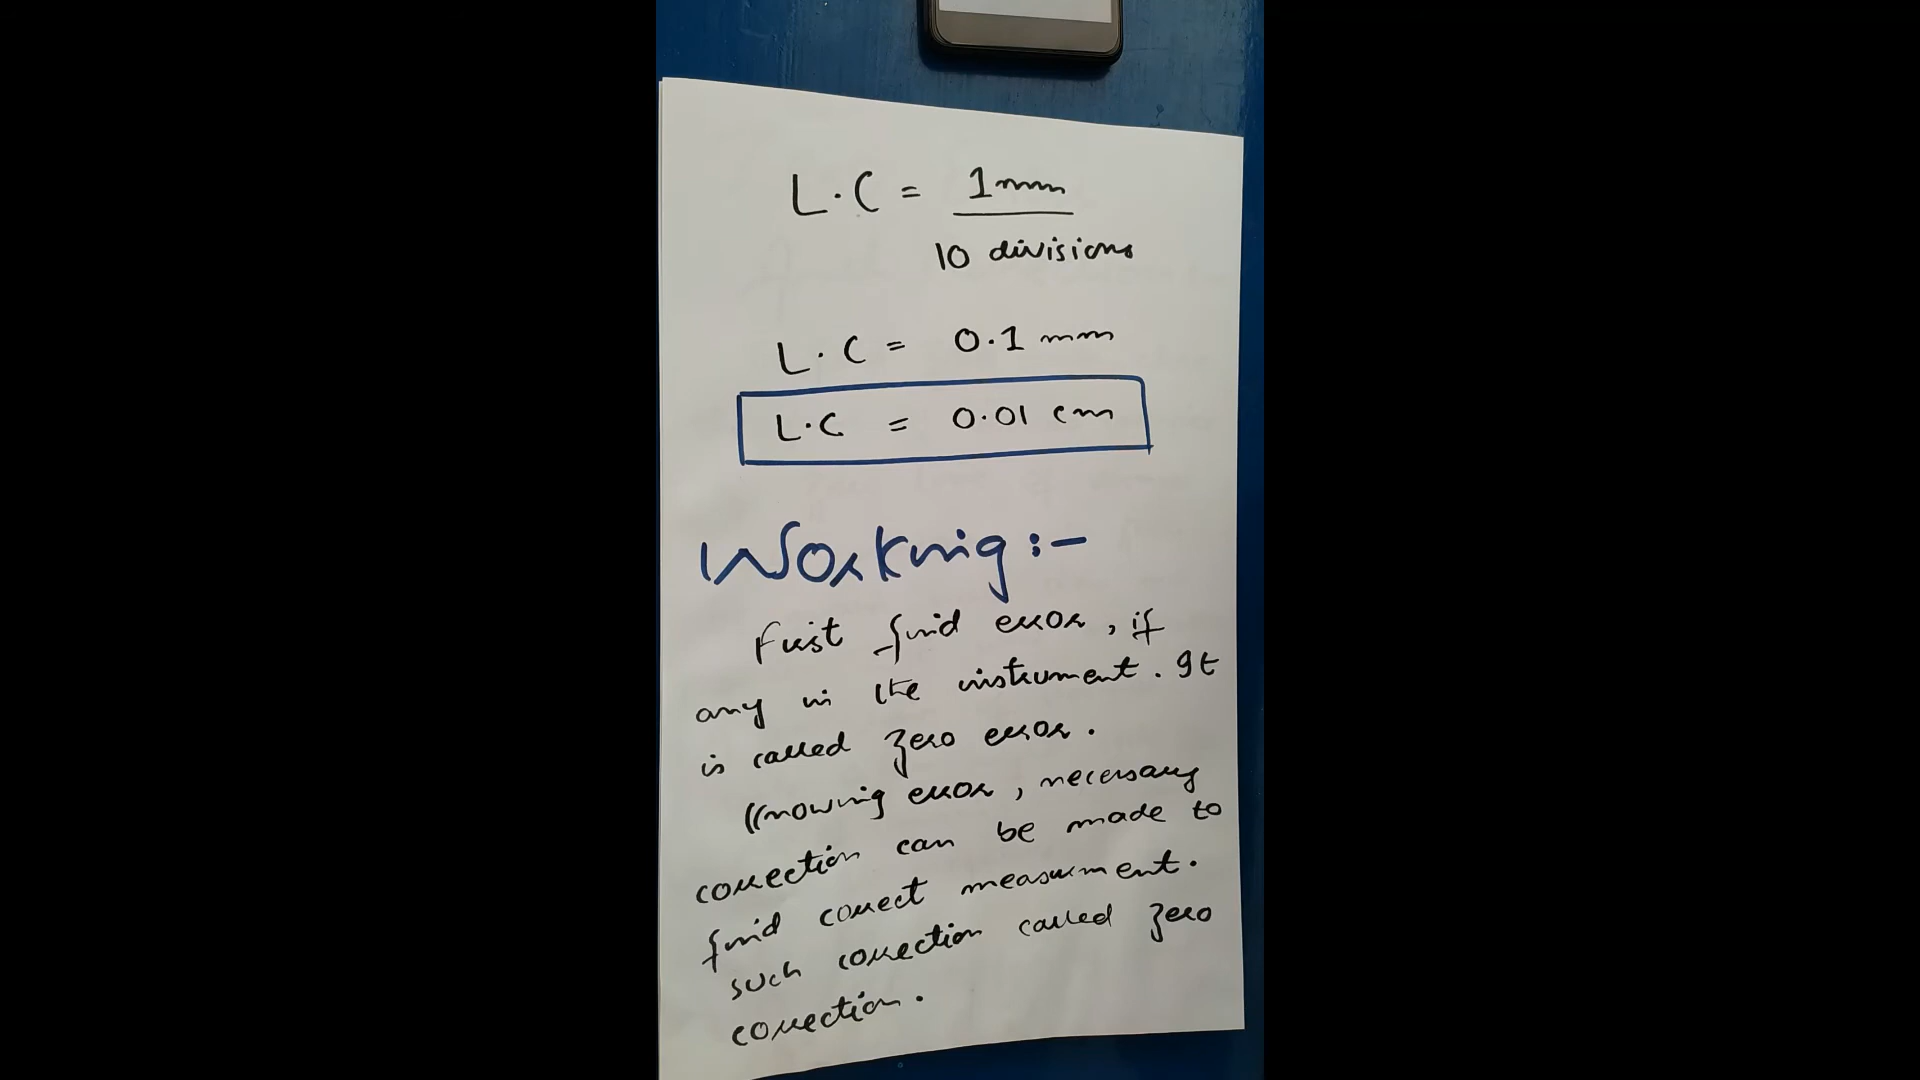 L.C = 1mm
10 divisions
L.C = 0.1 mm
L.C = 0.01 cm
Working:-
First find error, if
any in the instrument. It
is called zero error.
Knowing error, necessary
correction can be made to
find correct measurment.
such correction called zero
correction.